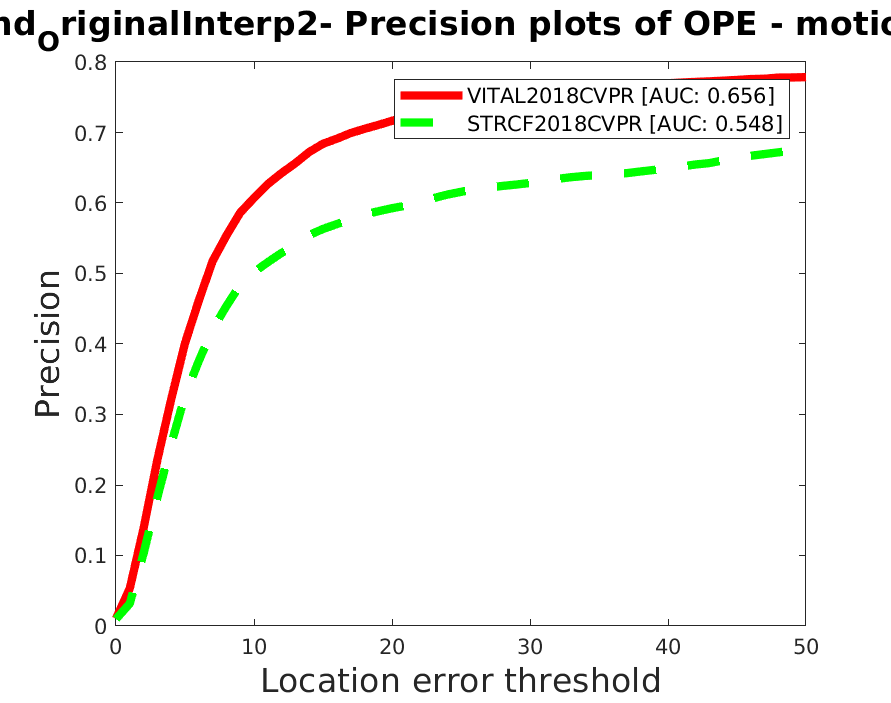 nd_OriginalInterp2- Precision plots of OPE - motio
0.8
0.7
0.6
0.5
0.4
0.3
0.2
0.1
0
Precision
VITAL2018CVPR [AUC: 0.656]
STRCF2018CVPR [AUC: 0.548]
0 10 20 30 40 50
Location error threshold